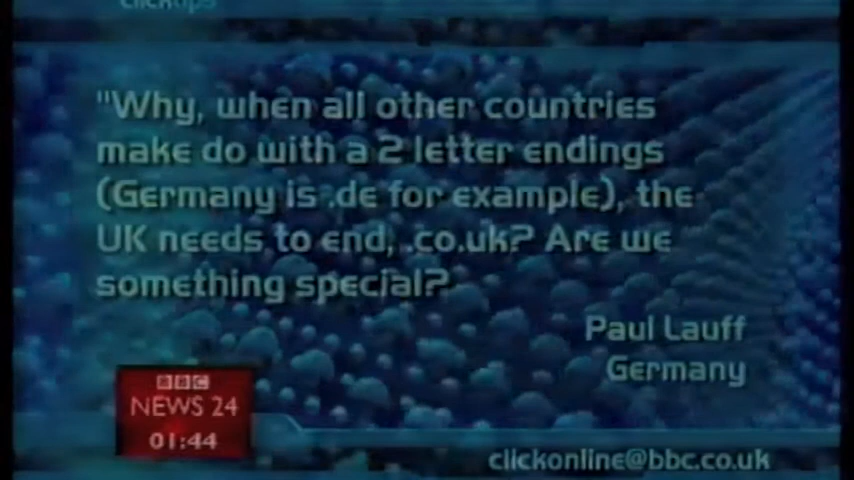 clicktips
"Why, when all other countries
make do with a 2 letter endings
(Germany is .de for example), the
UK needs to end, .co.uk? Are we
something special?
Paul Lauff
Germany
BBC
NEWS 24
01:44
clickonline@bbc.co.uk